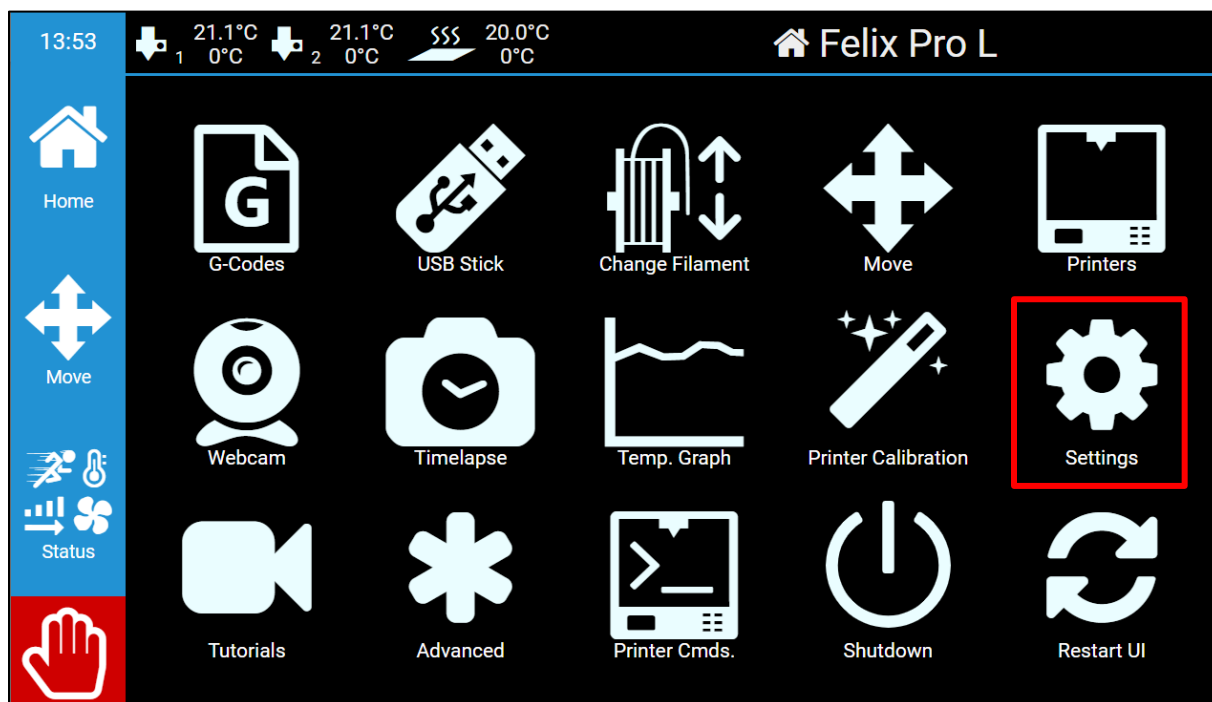 13:53
1 21.1°C 0°C
2 21.1°C 0°C
20.0°C 0°C
Felix Pro L
Home
Move
Status
G
G-Codes
USB Stick
Change Filament
Move
Printers
Webcam
Timelapse
Temp. Graph
Printer Calibration
Settings
Tutorials
Advanced
Printer Cmds.
Shutdown
Restart UI